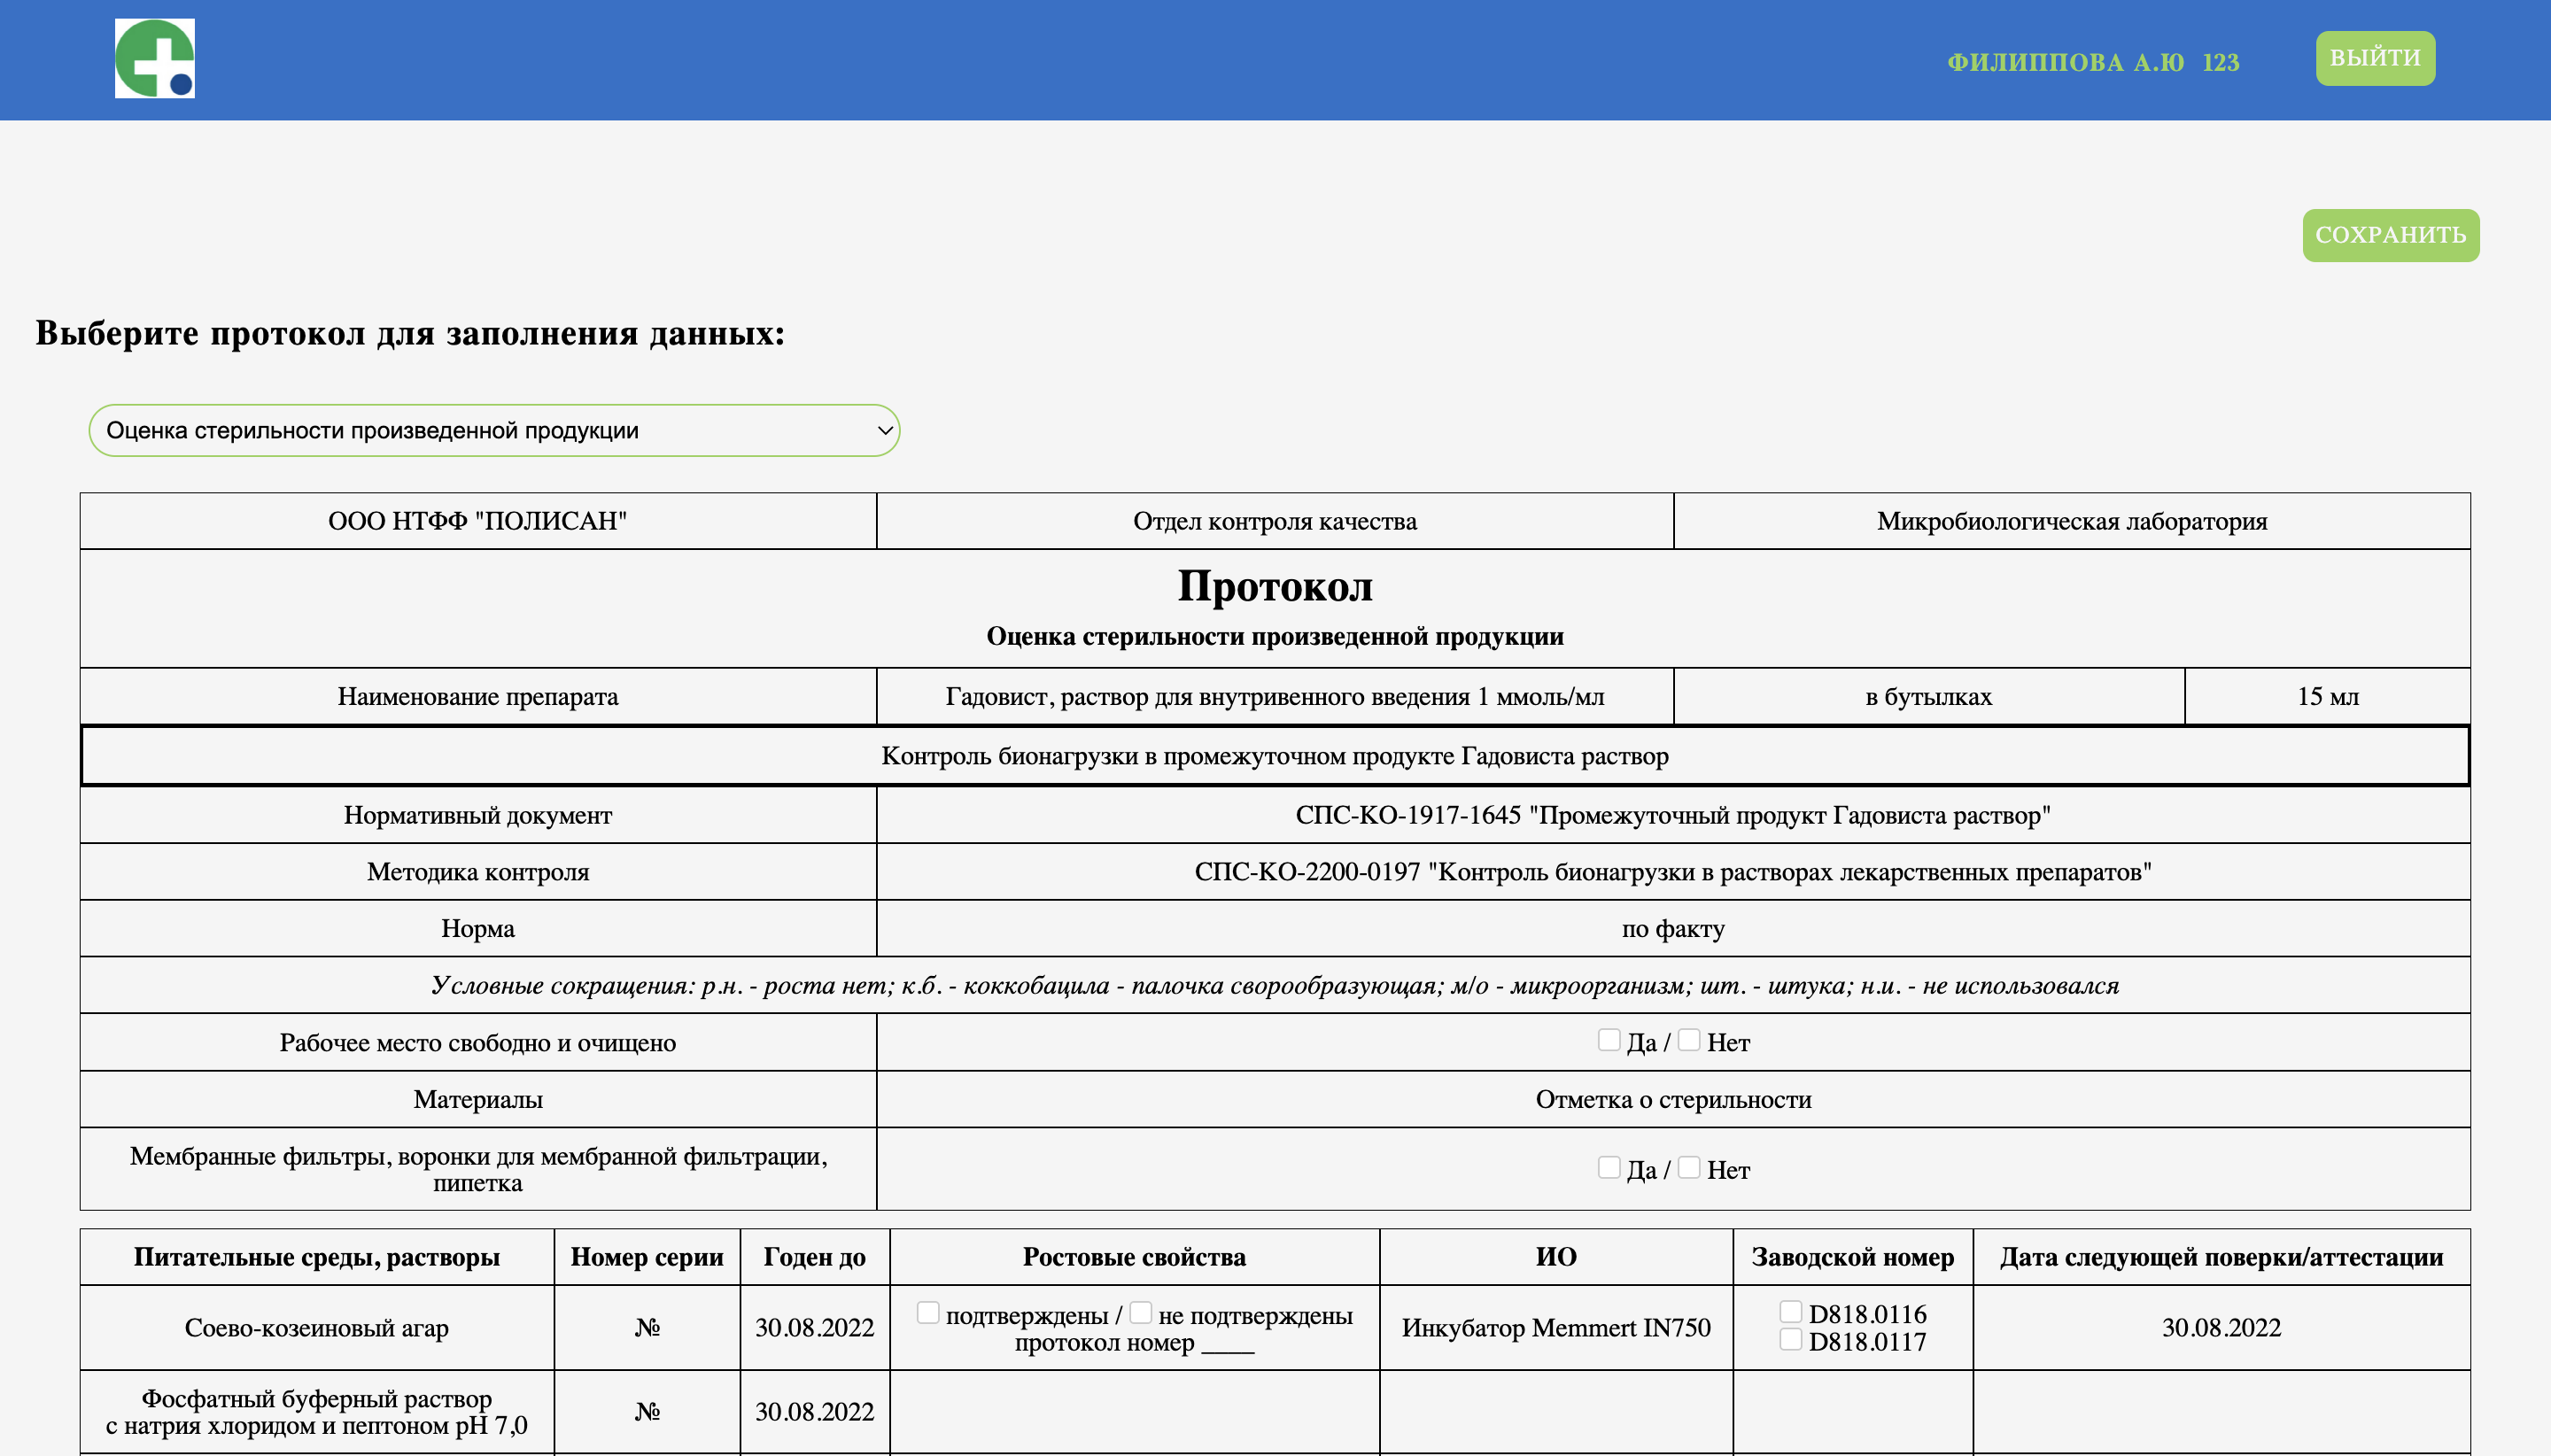 ФИЛИППОВА А.Ю 123
ВЫЙТИ
СОХРАНИТЬ
Выберите протокол для заполнения данных:
Оценка стерильности произведенной продукции
ООО НТФФ "ПОЛИСАН"
Отдел контроля качества
Микробиологическая лаборатория
Протокол
Оценка стерильности произведенной продукции
Наименование препарата
Гадовист, раствор для внутривенного введения 1 ммоль/мл
в бутылках
15 мл
Контроль бионагрузки в промежуточном продукте Гадовиста раствор
Нормативный документ
СПС-КО-1917-1645 "Промежуточный продукт Гадовиста раствор"
Методика контроля
СПС-КО-2200-0197 "Контроль бионагрузки в растворах лекарственных препаратов"
Норма
по факту
Условные сокращения: р.н. - роста нет; к.б. - коккобацила - палочка сворообразующая; м/о - микроорганизм; шт. - штука; н.и. - не использовался
Рабочее место свободно и очищено
Да / Нет
Материалы
Отметка о стерильности
Мембранные фильтры, воронки для мембранной фильтрации,
пипетка
Да / Нет
Питательные среды, растворы
Номер серии
Годен до
Ростовые свойства
ИО
Заводской номер
Дата следующей поверки/аттестации
Соево-козеиновый агар
№
30.08.2022
подтверждены / не подтверждены
протокол номер ____
Инкубатор Memmert IN750
D818.0116
D818.0117
30.08.2022
Фосфатный буферный раствор
с натрия хлоридом и пептоном pH 7,0
№
30.08.2022